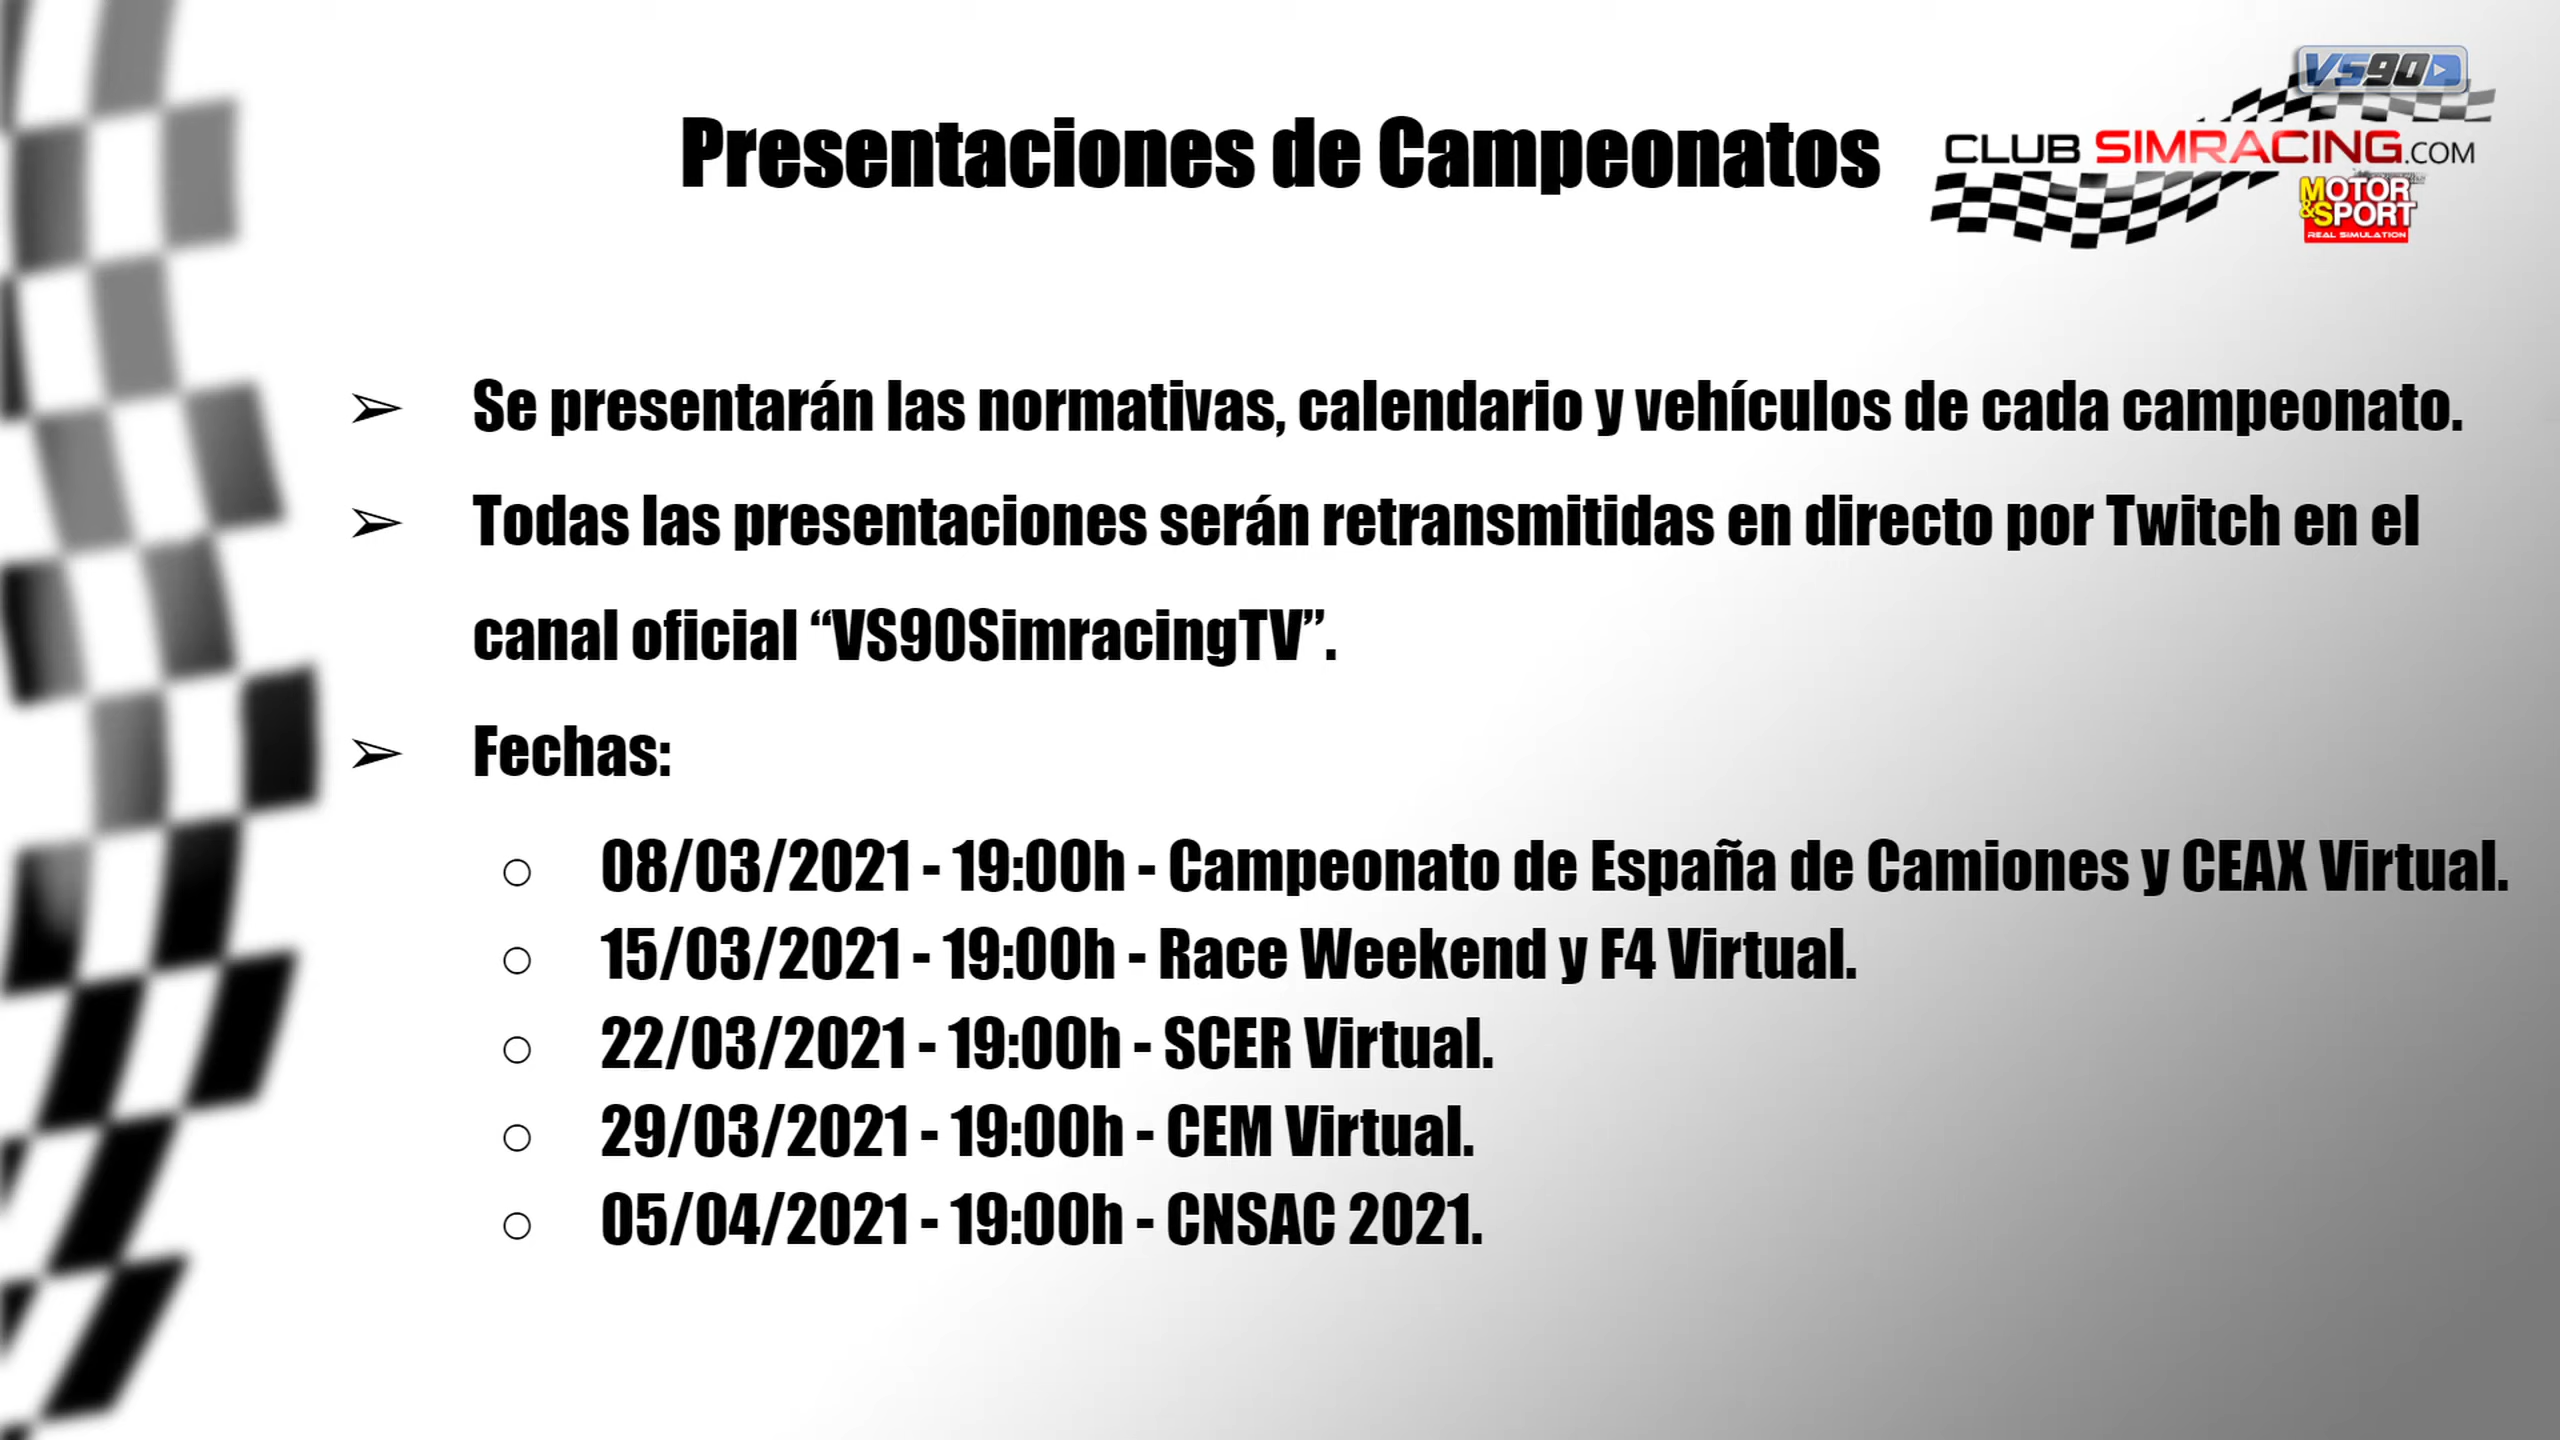 Presentaciones de Campeonatos
VS90
CLUB SIMRACING.COM
MOTOR
&SPORT
REAL SIMULATION
➢ Se presentarán las normativas, calendario y vehículos de cada campeonato.
➢ Todas las presentaciones serán retransmitidas en directo por Twitch en el
canal oficial “VS90SimracingTV”.
➢ Fechas:
○ 08/03/2021 - 19:00h - Campeonato de España de Camiones y CEAX Virtual.
○ 15/03/2021 - 19:00h - Race Weekend y F4 Virtual.
○ 22/03/2021 - 19:00h - SCER Virtual.
○ 29/03/2021 - 19:00h - CEM Virtual.
○ 05/04/2021 - 19:00h - CNSAC 2021.